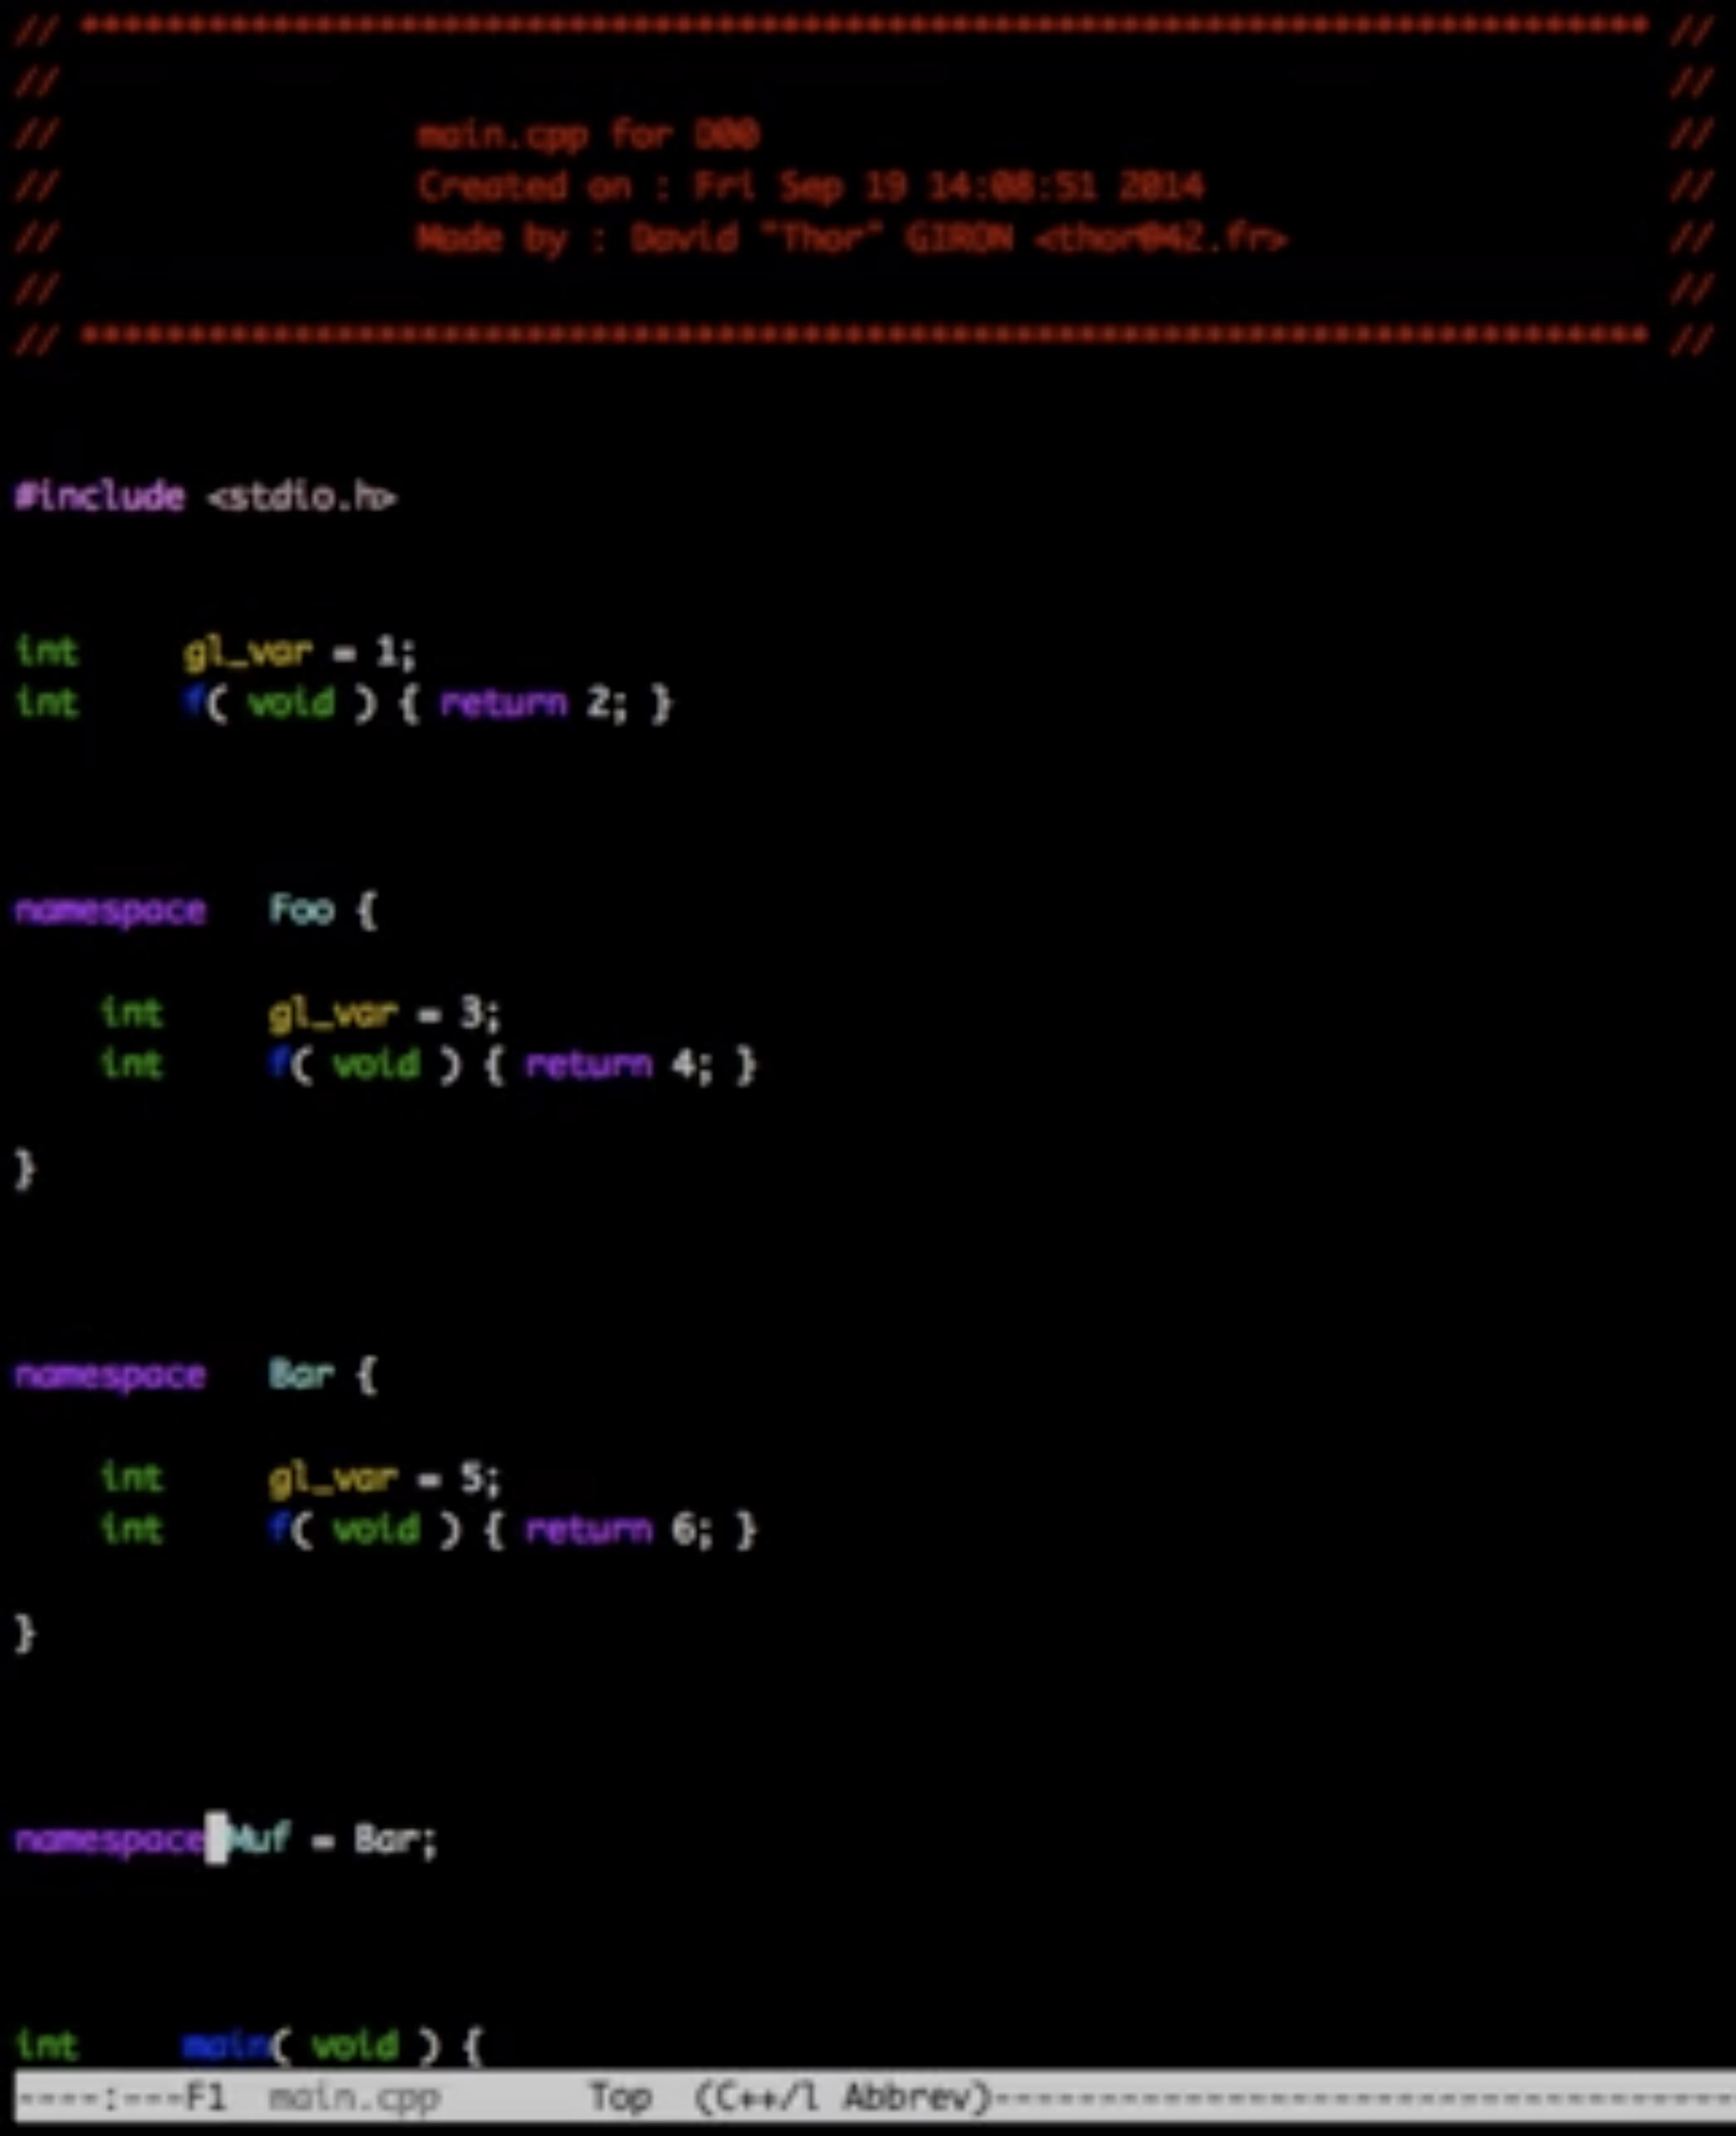 // ************************************************************************** //
// //
// main.cpp for D00 //
// Created on : Fri Sep 19 14:08:51 2014 //
// Made by : David "Thor" GIRON <thor@42.fr> //
// //
// ************************************************************************** //
#include <stdio.h>
int gl_var = 1;
int f( void ) { return 2; }
namespace Foo {
int gl_var = 3;
int f( void ) { return 4; }
}
namespace Bar {
int gl_var = 5;
int f( void ) { return 6; }
}
namespace Muf = Bar;
int main( void ) {
----:---F1 main.cpp Top (C++/l Abbrev)-----------------------------------